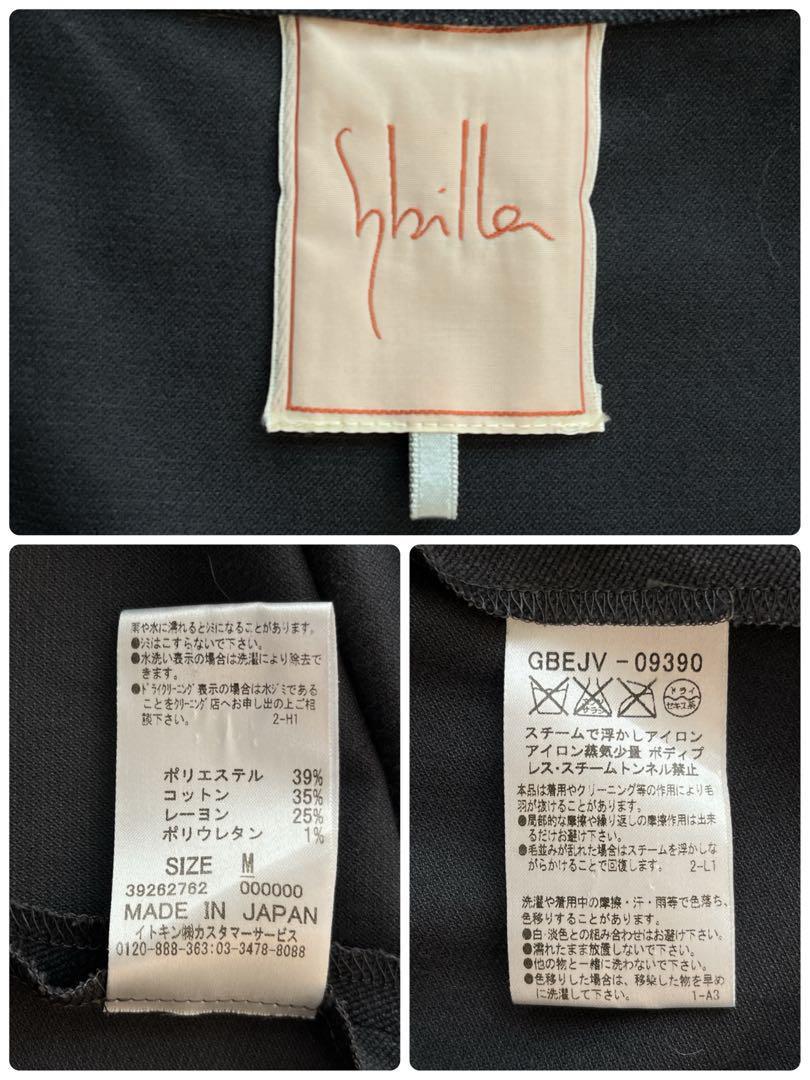 Sybilla
雨や水に濡れるとシミになることがあります。
●シミはこすらないで下さい。
●水洗い表示の場合は洗濯により除去で
きます。
●ドライクリーニング表示の場合は水ジミである
ことをクリーニング店へお申し出の上ご相
談下さい。 2-H1
ポリエステル 39%
コットン 35%
レーヨン 25%
ポリウレタン 1%
SIZE M
39262762 000000
MADE IN JAPAN
イトキン㈱カスタマーサービス
0120-888-363:03-3478-8088
GBEJV-09390
エンソ
サラシ
ドライ
セキユ系
スチームで浮かしアイロン
アイロン蒸気少量 ボディプ
レス・スチームトンネル禁止
本品は着用やクリーニング等の作用により毛
羽が抜けることがあります。
●局部的な摩擦や繰り返しの摩擦作用は出来
るだけお避け下さい。
●毛並みが乱れた場合はスチームを浮かしな
がらかけることで回復します。 2-L1
洗濯や着用中の摩擦・汗・雨等で色落ち、
色移りすることがあります。
●白・淡色との組み合わせはお避け下さい。
●濡れたまま放置しないで下さい。
●他の物と一緒に洗わないで下さい。
●色移りした場合は、移染した物を早め
に洗濯して下さい。 1-A3